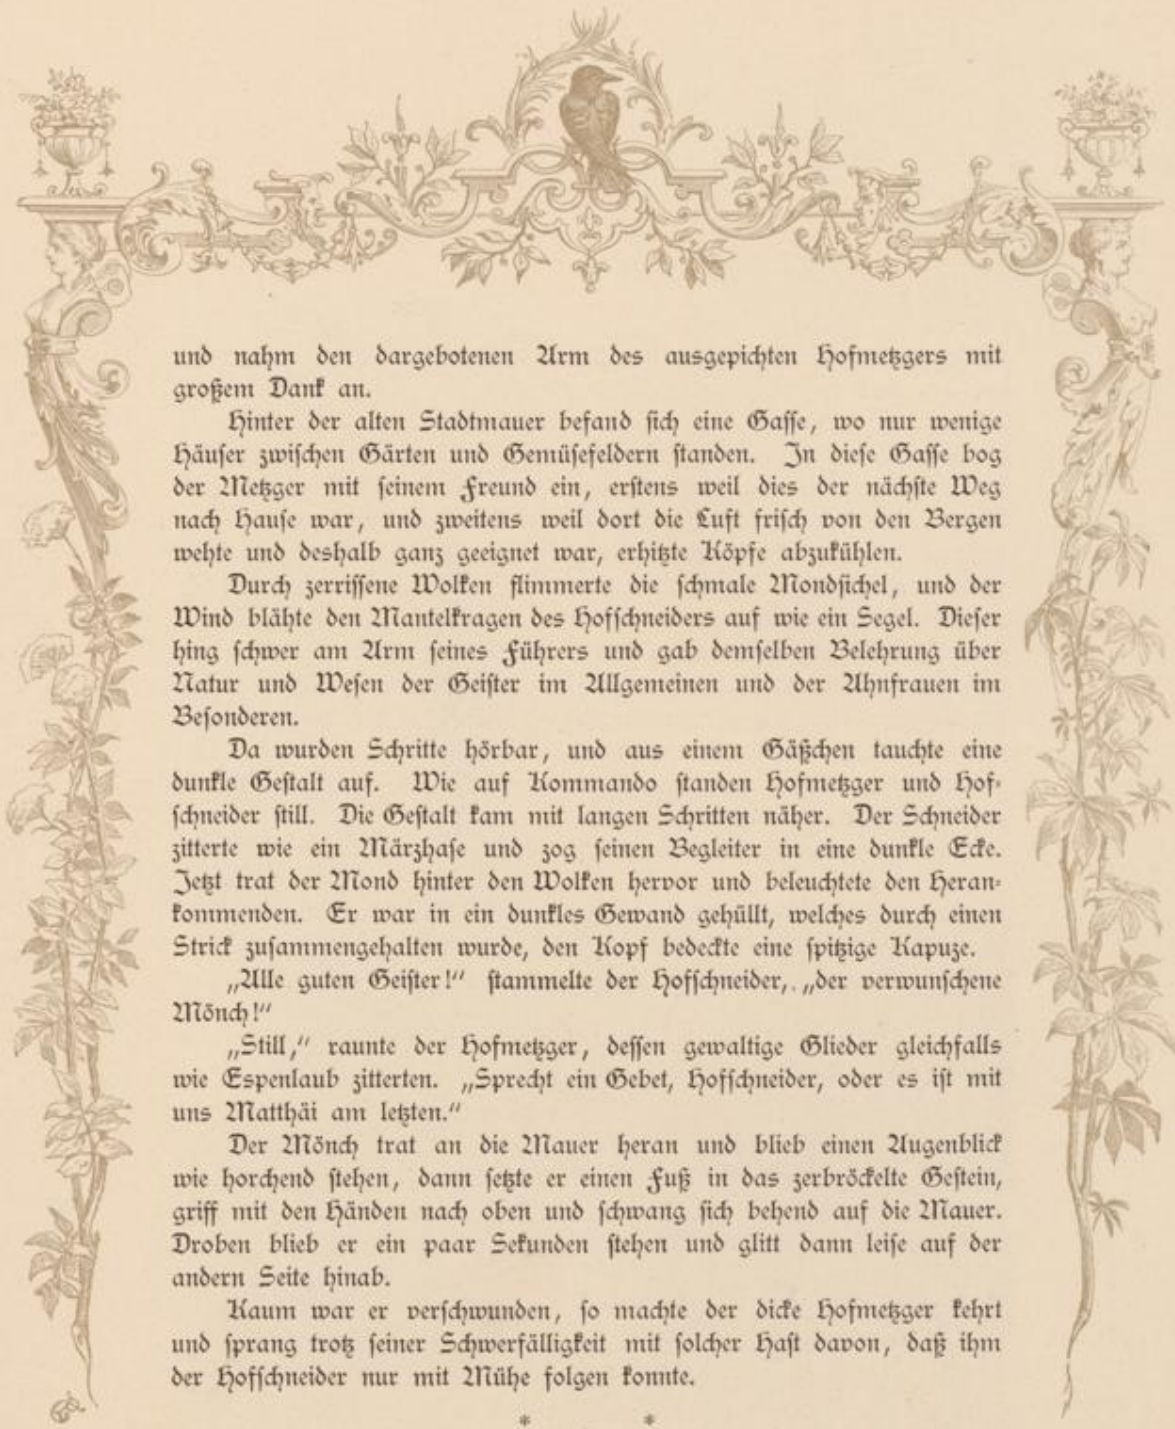 und nahm den dargebotenen Arm des ausgepichten Hofmetzgers mit
großem Dank an.
Hinter der alten Stadtmauer befand sich eine Gasse, wo nur wenige
Häuser zwischen Gärten und Gemüsefeldern standen. In diese Gasse bog
der Metzger mit seinem Freund ein, erstens weil dies der nächste Weg
nach Hause war, und zweitens weil dort die Luft frisch von den Bergen
wehte und deshalb ganz geeignet war, erhitzte Köpfe abzukühlen.
Durch zerrissene Wolken flimmerte die schmale Mondsichel, und der
Wind blähte den Mantelkragen des Hofschneiders auf wie ein Segel. Dieser
hing schwer am Arm seines Führers und gab demselben Belehrung über
Natur und Wesen der Geister im Allgemeinen und der Ahnfrauen im
Besonderen.
Da wurden Schritte hörbar, und aus einem Gäßchen tauchte eine
dunkle Gestalt auf. Wie auf Kommando standen Hofmetzger und Hof-
schneider still. Die Gestalt kam mit langen Schritten näher. Der Schneider
zitterte wie ein Märzhase und zog seinen Begleiter in eine dunkle Ecke.
Jetzt trat der Mond hinter den Wolken hervor und beleuchtete den Heran-
kommenden. Er war in ein dunkles Gewand gehüllt, welches durch einen
Strick zusammengehalten wurde, den Kopf bedeckte eine spitzige Kapuze.
„Alle guten Geister!“ stammelte der Hofschneider, „der verwunschene
Mönch!“
„Still,“ raunte der Hofmetzger, dessen gewaltige Glieder gleichfalls
wie Espenlaub zitterten. „Sprecht ein Gebet, Hofschneider, oder es ist mit
uns Matthäi am letzten.“
Der Mönch trat an die Mauer heran und blieb einen Augenblick
wie horchend stehen, dann setzte er einen Fuß in das zerbröckelte Gestein,
griff mit den Händen nach oben und schwang sich behend auf die Mauer.
Droben blieb er ein paar Sekunden stehen und glitt dann leise auf der
andern Seite hinab.
Kaum war er verschwunden, so machte der dicke Hofmetzger kehrt
und sprang trotz seiner Schwerfälligkeit mit solcher Hast davon, daß ihm
der Hofschneider nur mit Mühe folgen konnte.
* *